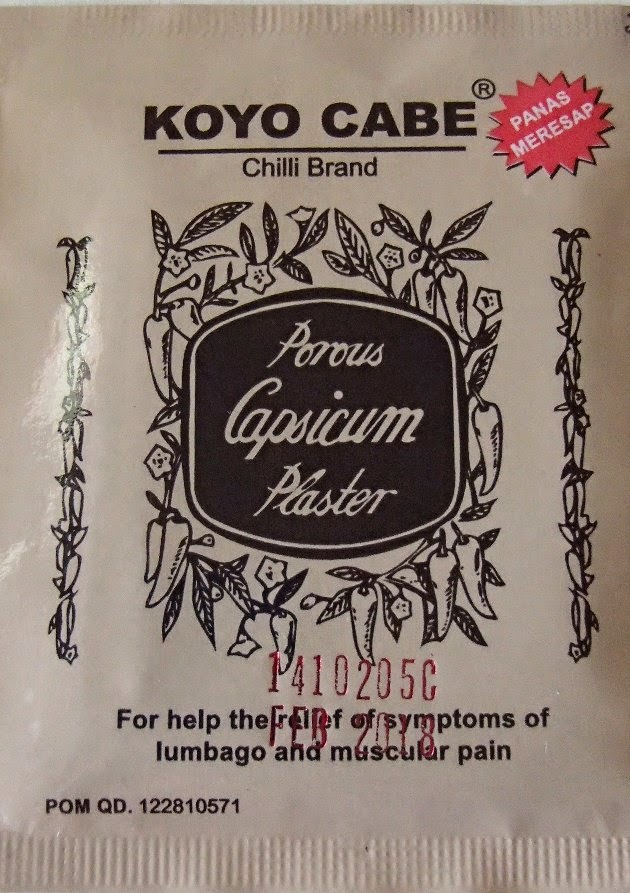 KOYO CABE®
Chilli Brand
PANAS
MERESAP
Porous
Capsicum
Plaster
1410205C
For help the relief of symptoms of
FEB 2018
lumbago and muscular pain
POM QD. 122810571